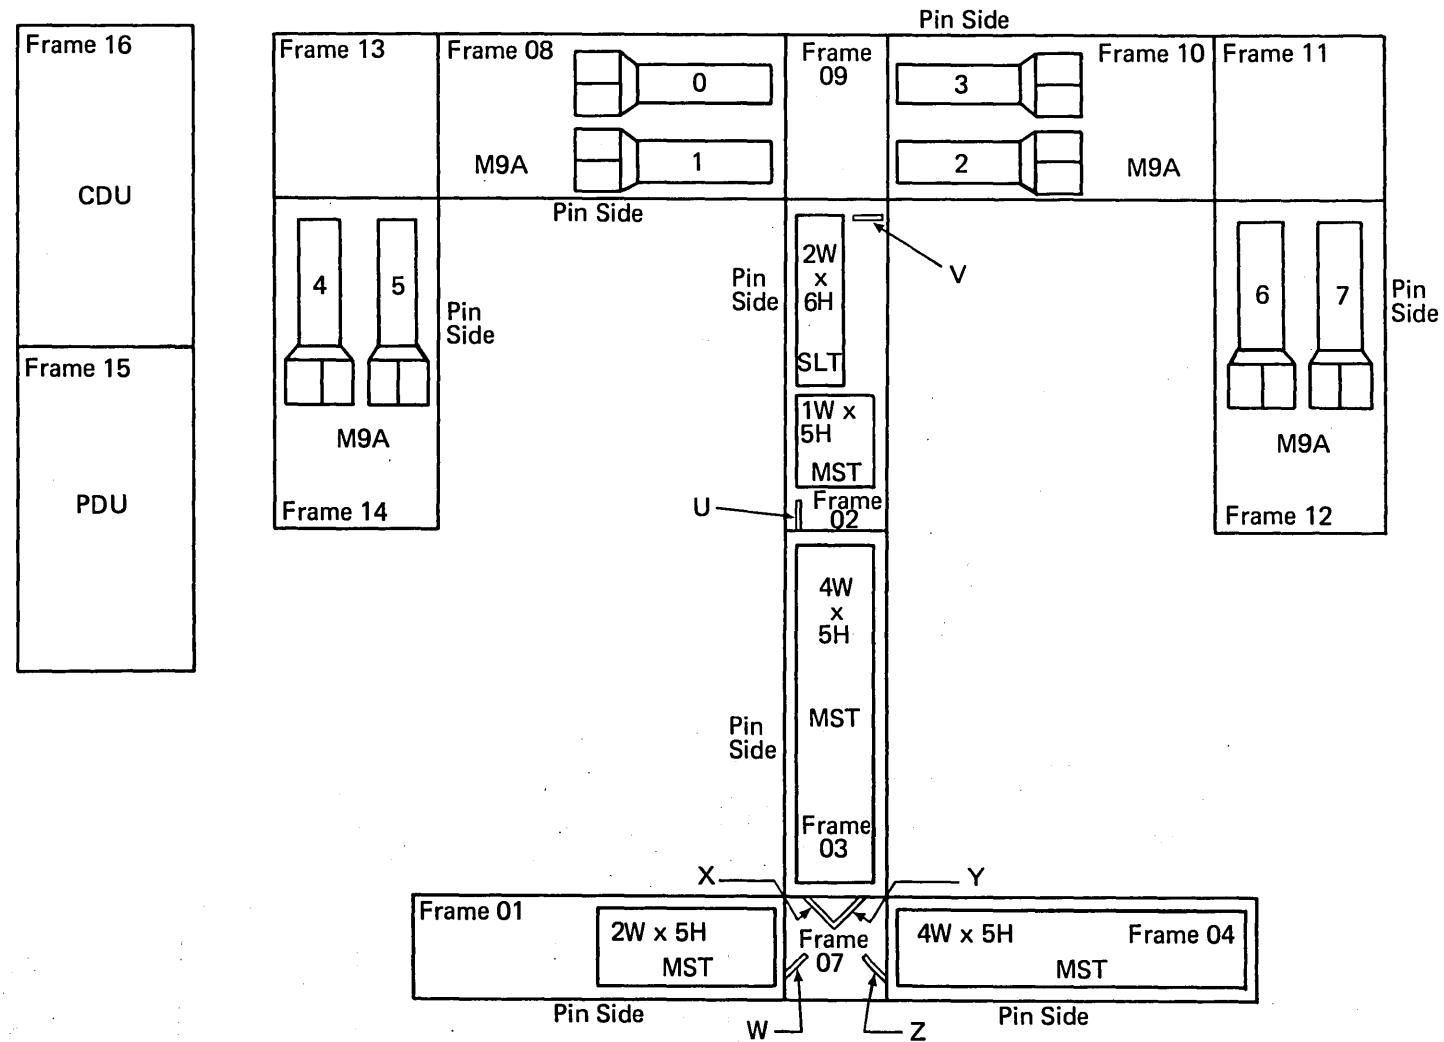 Pin Side
Frame 16
CDU
Frame 15
PDU
Frame 13
Frame 08
0
1
M9A
Pin Side
Frame
09
3
2
Frame 10
M9A
Frame 11
4
5
Pin
Side
M9A
Frame 14
Pin
Side
2W
x
6H
SLT
V
1W x
5H
MST
U
Frame
02
6
7
Pin
Side
M9A
Frame 12
4W
x
5H
MST
Pin
Side
Frame
03
X
Y
Frame 01
2W x 5H
MST
Pin Side
Frame
07
W
Z
4W x 5H
Frame 04
MST
Pin Side